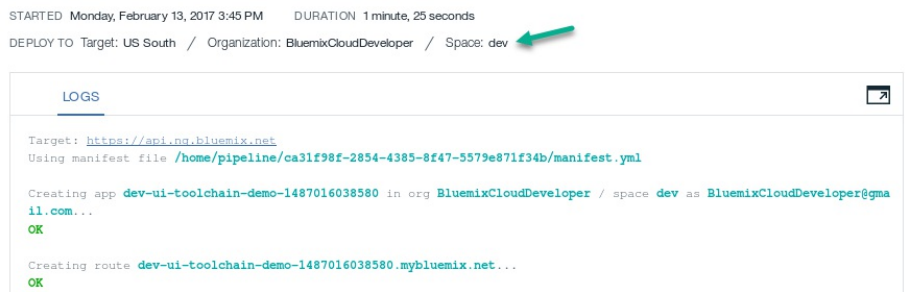 STARTED Monday, February 13, 2017 3:45 PM DURATION 1 minute, 25 seconds
DEPLOY TO Target: US South / Organization: BluemixCloudDeveloper / Space: dev
LOGS
Target: https://api.ng.bluemix.net
Using manifest file /home/pipeline/ca31f98f-2854-4385-8f47-5579e871f34b/manifest.yml
Creating app dev-ui-toolchain-demo-1487016038580 in org BluemixCloudDeveloper / space dev as BluemixCloudDeveloper@gma
il.com...
OK
Creating route dev-ui-toolchain-demo-1487016038580.mybluemix.net...
OK